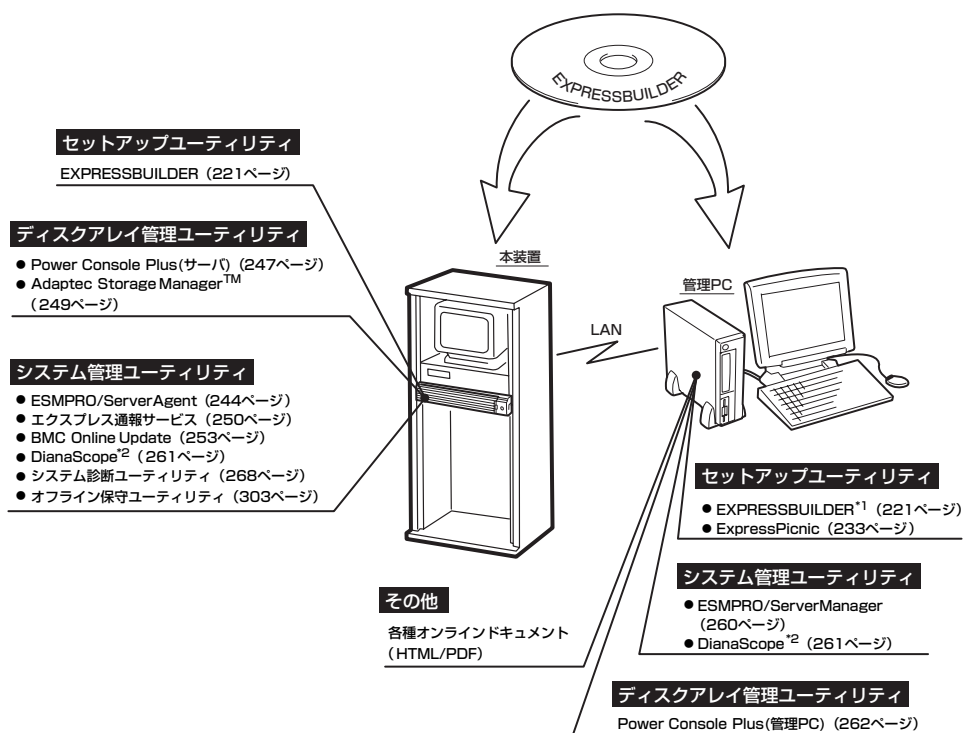 EXPRESSBUILDER
セットアップユーティリティ
EXPRESSBUILDER（221ページ）
ディスクアレイ管理ユーティリティ
● Power Console Plus(サーバ)（247ページ）
● Adaptec Storage Manager™
（249ページ）
システム管理ユーティリティ
● ESMPRO/ServerAgent（244ページ）
● エクスプレス通報サービス（250ページ）
● BMC Online Update（253ページ）
● DianaScope*2（261ページ）
● システム診断ユーティリティ（268ページ）
● オフライン保守ユーティリティ（303ページ）
本装置
LAN
管理PC
セットアップユーティリティ
● EXPRESSBUILDER*1（221ページ）
● ExpressPicnic（233ページ）
システム管理ユーティリティ
● ESMPRO/ServerManager
（260ページ）
● DianaScope*2（261ページ）
その他
各種オンラインドキュメント
（HTML/PDF）
ディスクアレイ管理ユーティリティ
Power Console Plus(管理PC)（262ページ）